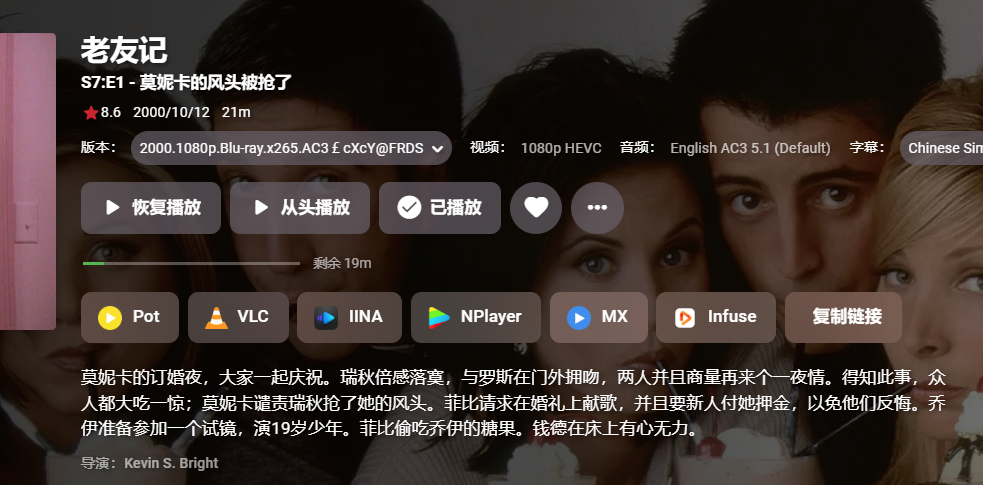 老友记
S7:E1 - 莫妮卡的风头被抢了
8.6 2000/10/12 21m
版本： 2000.1080p.Blu-ray.x265.AC3￡cXcY@FRDS 视频： 1080p HEVC 音频： English AC3 5.1 (Default) 字幕： Chinese Sim
恢复播放 从头播放 已播放
剩余 19m
Pot VLC IINA NPlayer MX Infuse 复制链接
莫妮卡的订婚夜，大家一起庆祝。瑞秋倍感落寞，与罗斯在门外拥吻，两人并且商量再来个一夜情。得知此事，众
人都大吃一惊；莫妮卡谴责瑞秋抢了她的风头。菲比请求在婚礼上献歌，并且要新人付她押金，以免他们反悔。乔
伊准备参加一个试镜，演19岁少年。菲比偷吃乔伊的糖果。钱德在床上有心无力。
导演： Kevin S. Bright